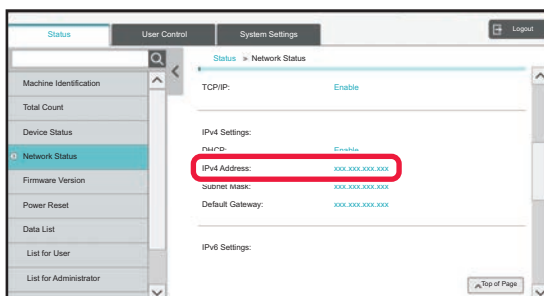 Status User Control System Settings Logout
Status Network Status
Machine Identification
Total Count
Device Status
Network Status
Firmware Version
Power Reset
Data List
List for User
List for Administrator
TCP/IP: Enable
IPv4 Settings:
DHCP: Enable
IPv4 Address: xxx.xxx.xxx.xxx
Subnet Mask: xxx.xxx.xxx.xxx
Default Gateway: xxx.xxx.xxx.xxx
IPv6 Settings:
Top of Page